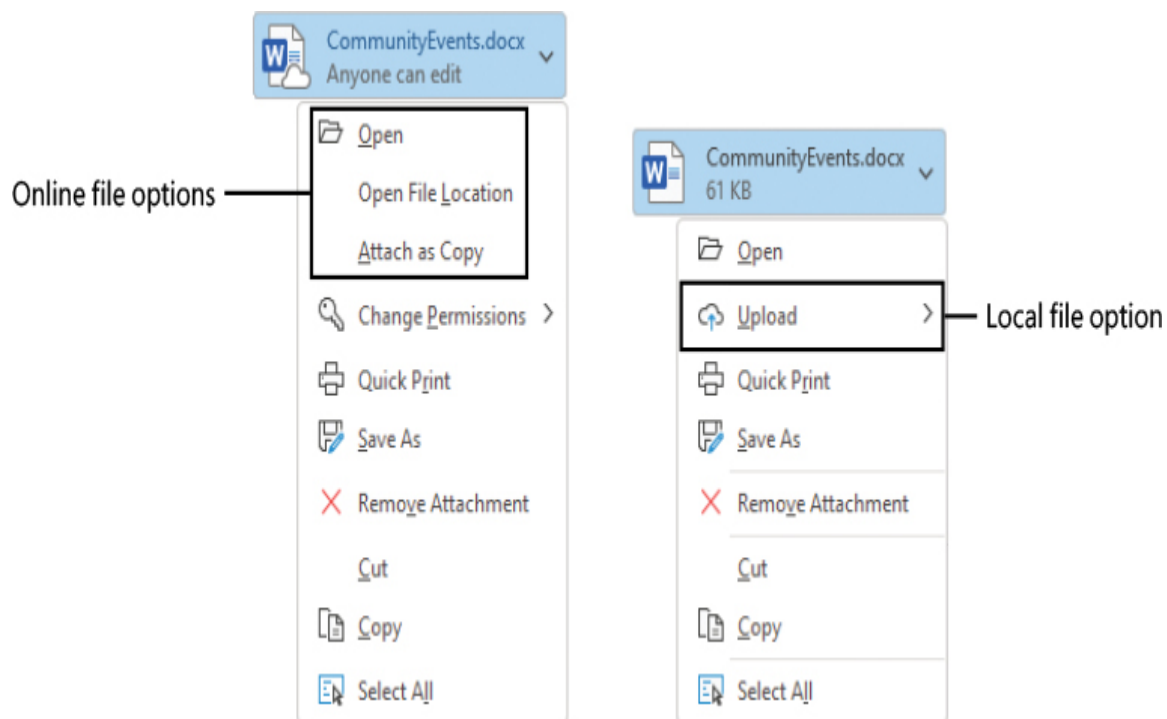 CommunityEvents.docx
Anyone can edit
Open
Open File Location
Attach as Copy
Change Permissions
Quick Print
Save As
Remove Attachment
Cut
Copy
Select All
Online file options
CommunityEvents.docx
61 KB
Open
Upload
Quick Print
Save As
Remove Attachment
Cut
Copy
Select All
Local file option